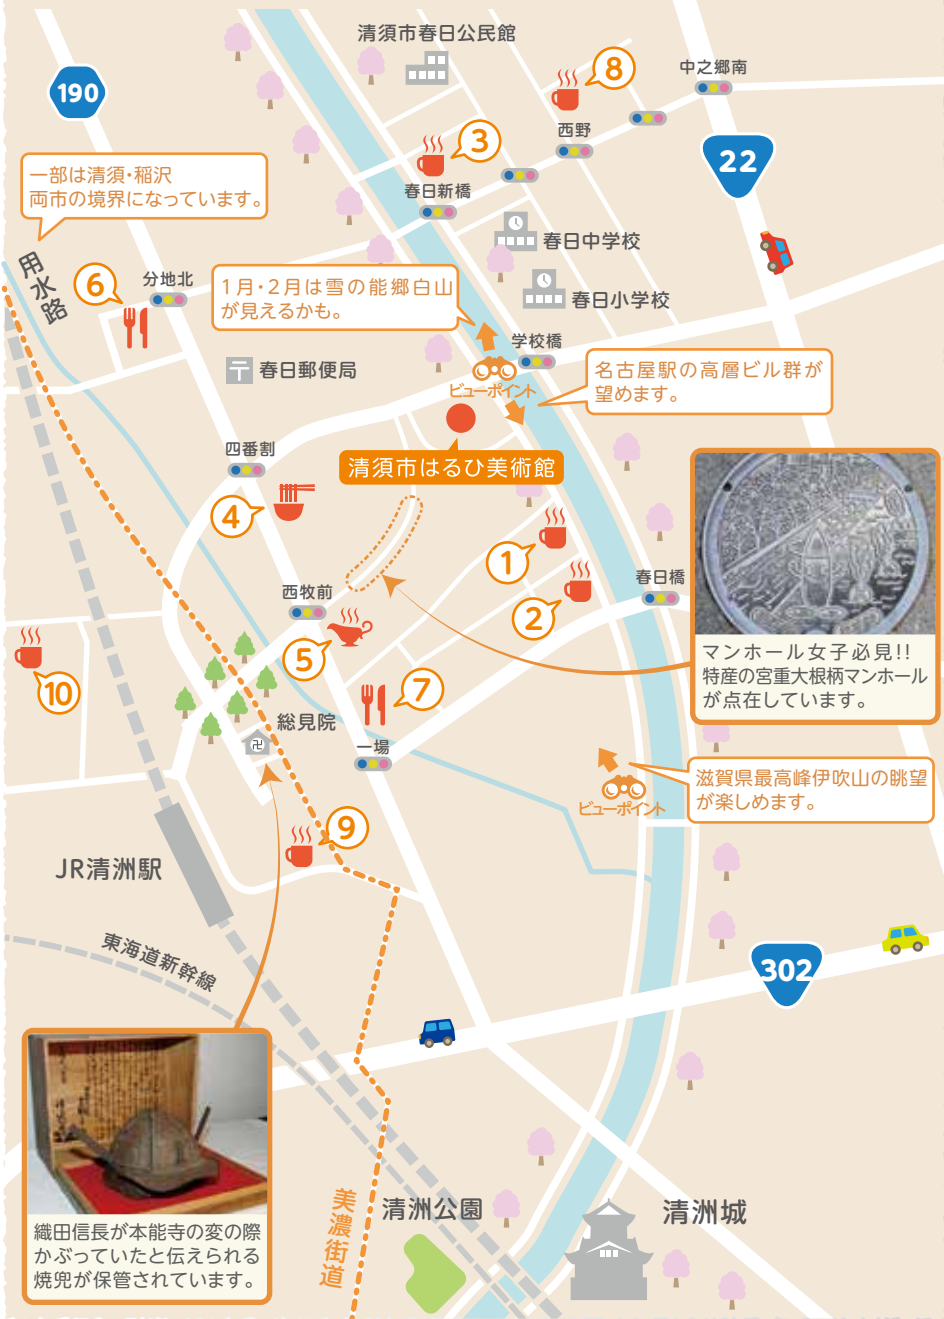 清須市春日公民館
8
中之郷南
190
西野
3
22
一部は清須・稲沢
両市の境界になっています。
春日新橋
春日中学校
用水路
6
分地北
1月・2月は雪の能郷白山
が見えるかも。
春日小学校
学校橋
春日郵便局
ビューポイント
名古屋駅の高層ビル群が
望めます。
四番割
清須市はるひ美術館
4
1
春日橋
西牧前
2
マンホール女子必見!!
特産の宮重大根柄マンホール
が点在しています。
5
10
7
総見院
卍
一場
滋賀県最高峰伊吹山の眺望
が楽しめます。
ビューポイント
9
JR清洲駅
東海道新幹線
302
織田信長が本能寺の変の際
かぶっていたと伝えられる
焼兜が保管されています。
美濃街道
清洲公園
清洲城